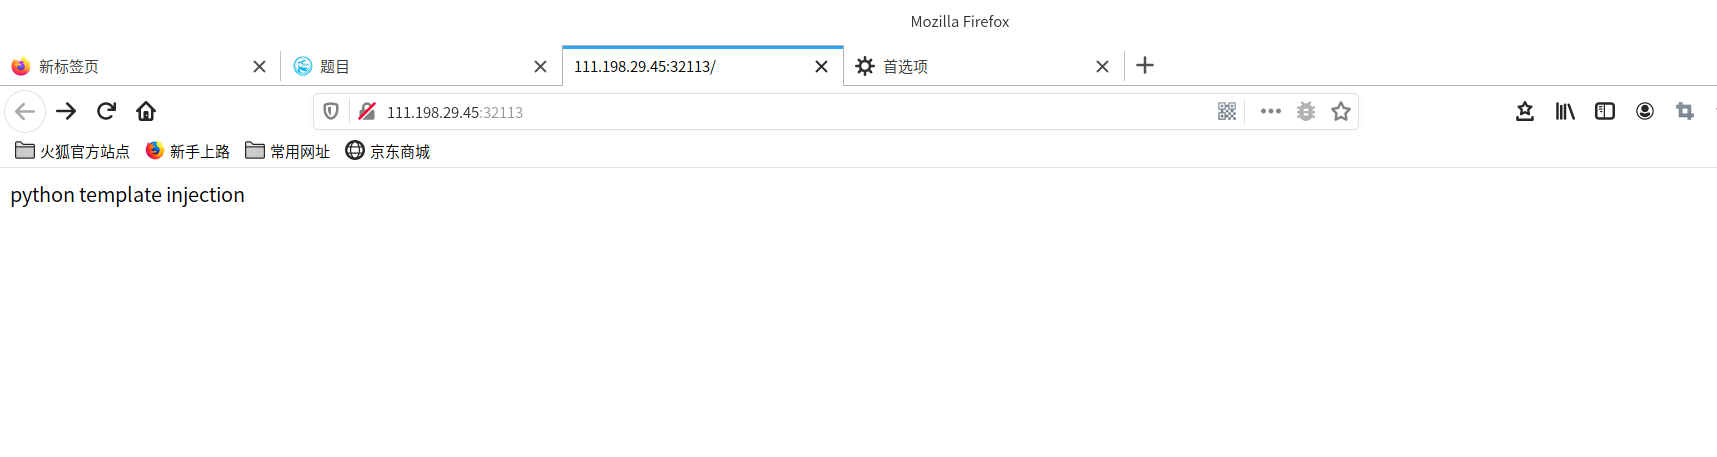 Mozilla Firefox
新标签页 题目 111.198.29.45:32113/ 首选项
111.198.29.45:32113
火狐官方站点 新手上路 常用网址 京东商城
python template injection